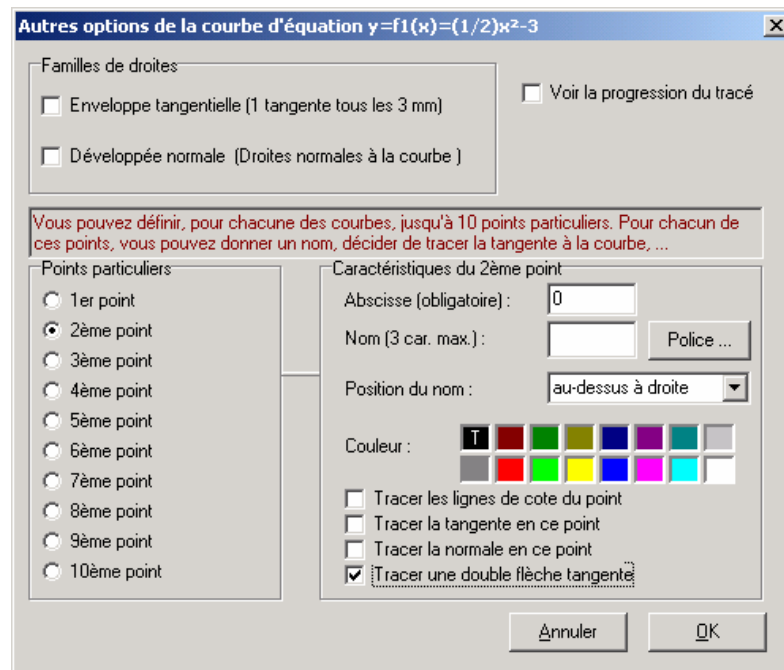 Autres options de la courbe d'équation y=f1(x)=(1/2)x²-3
Familles de droites
Enveloppe tangentielle (1 tangente tous les 3 mm)
Voir la progression du tracé
Développée normale (Droites normales à la courbe )
Vous pouvez définir, pour chacune des courbes, jusqu'à 10 points particuliers. Pour chacun de
ces points, vous pouvez donner un nom, décider de tracer la tangente à la courbe, ...
Points particuliers
1er point
2ème point
3ème point
4ème point
5ème point
6ème point
7ème point
8ème point
9ème point
10ème point
Caractéristiques du 2ème point
Abscisse (obligatoire) : 0
Nom (3 car. max.) : Police ...
Position du nom : au-dessus à droite
Couleur : T
Tracer les lignes de cote du point
Tracer la tangente en ce point
Tracer la normale en ce point
Tracer une double flèche tangente
Annuler OK